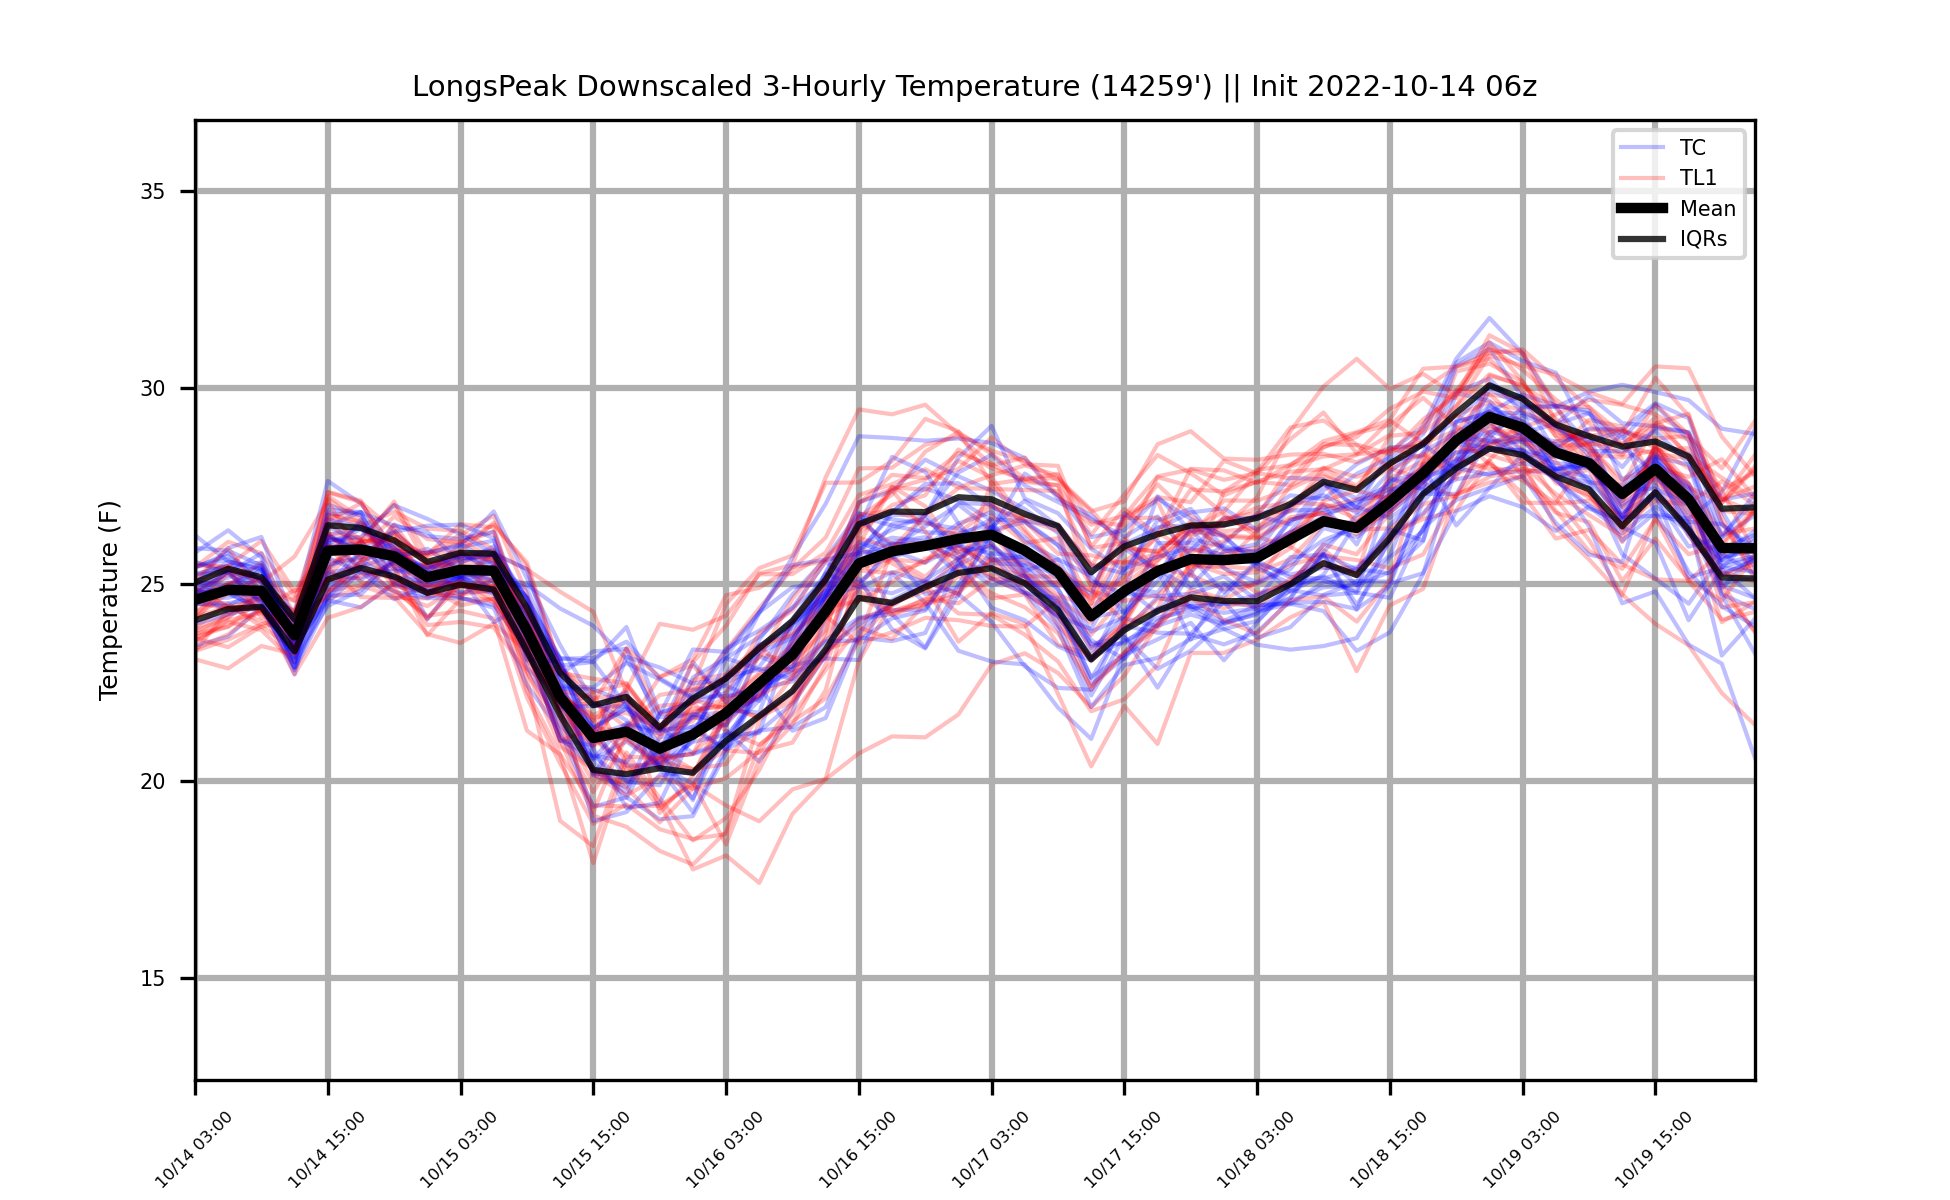 LongsPeak Downscaled 3-Hourly Temperature (14259') || Init 2022-10-14 06z
TC
TL1
Mean
IQRs
Temperature (F)
35
30
25
20
15
10/14 03:00
10/14 15:00
10/15 03:00
10/15 15:00
10/16 03:00
10/16 15:00
10/17 03:00
10/17 15:00
10/18 03:00
10/18 15:00
10/19 03:00
10/19 15:00